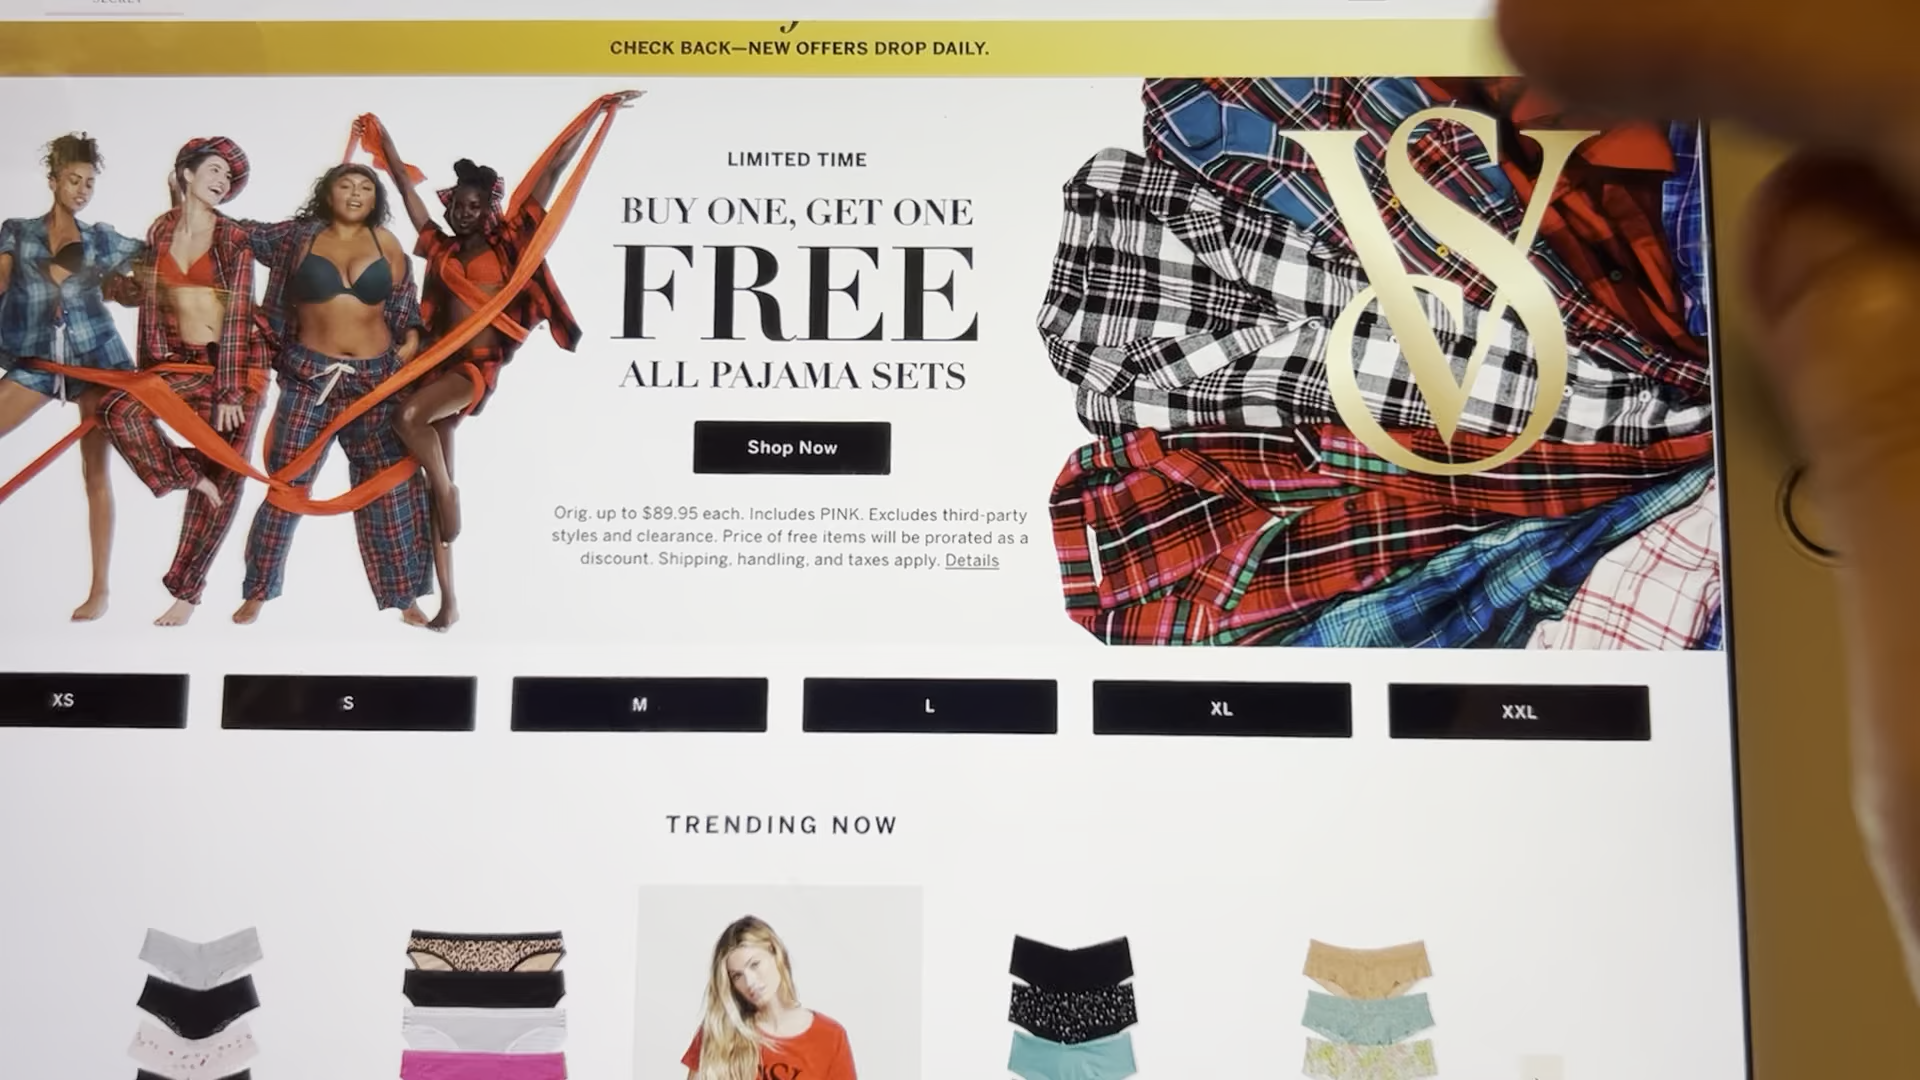 CHECK BACK—NEW OFFERS DROP DAILY.
LIMITED TIME
BUY ONE, GET ONE
FREE
ALL PAJAMA SETS
Shop Now
Orig. up to $89.95 each. Includes PINK. Excludes third-party
styles and clearance. Price of free items will be prorated as a
discount. Shipping, handling, and taxes apply. Details
VS
XS
S
M
L
XL
XXL
TRENDING NOW